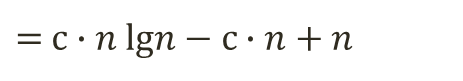 = c · n lgn − c · n + n